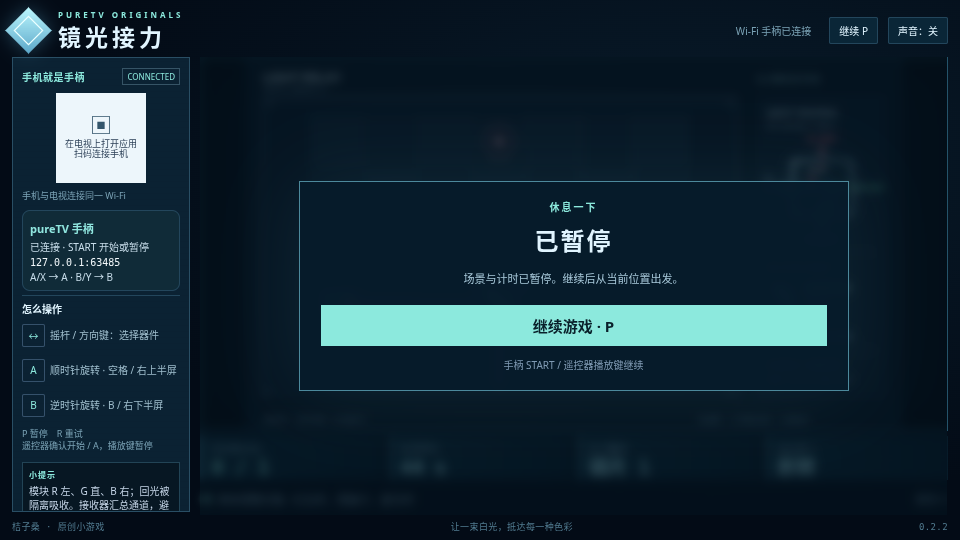 PURETV ORIGINALS
镜光接力
Wi-Fi 手柄已连接
继续 P
声音: 关
手机就是手柄
CONNECTED
在电视上打开应用
扫码连接手机
手机与电视连接同一 Wi-Fi
pureTV 手柄
已连接 · START 开始或暂停
127.0.0.1:63485
A/X → A · B/Y → B
怎么操作
↔ 摇杆 / 方向键: 选择器件
A 顺时针旋转 · 空格 / 右上半屏
B 逆时针旋转 · B / 右下半屏
P 暂停 R 重试
遥控器确认开始 / A，播放键暂停
小提示
模块 R 左、G 直、B 右；回光被
隔离吸收。接收器汇总通道，避
休息一下
已暂停
场景与计时已暂停。继续后从当前位置出发。
继续游戏 · P
手柄 START / 遥控器播放键继续
桔子桑 · 原创小游戏
让一束白光，抵达每一种色彩
0.2.2